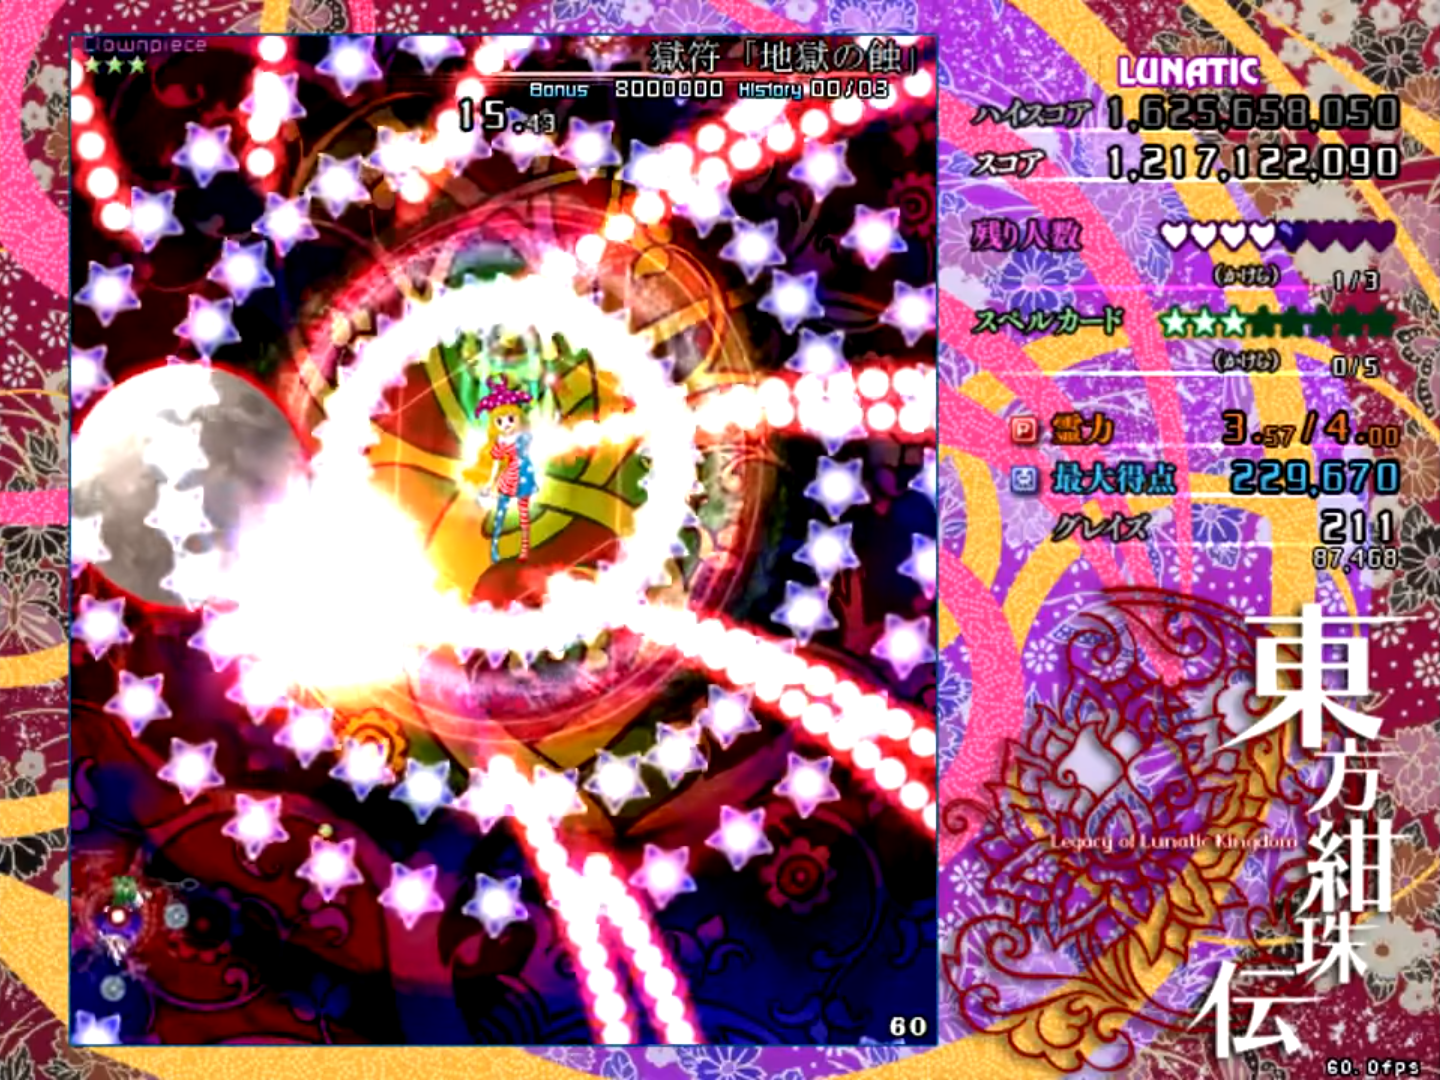 Clownpiece
獄符「地獄の蝕」
Bonus 8000000 History 00/03
15.43
LUNATIC
ハイスコア 1,625,658,050
スコア 1,217,122,090
残り人数
(かけら) 1/3
スペルカード
(かけら) 0/5
P 霊力 3.57/4.00
最大得点 229,670
グレイズ 211
87,468
東方紺珠伝
Legacy of Lunatic Kingdom
60
60.0fps